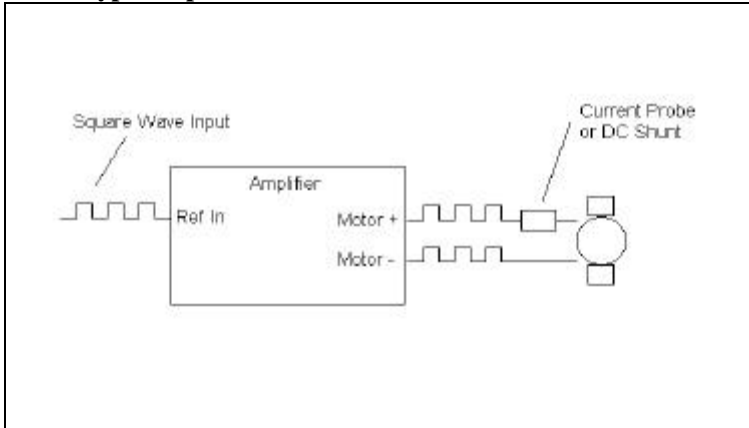 Square Wave Input
Current Probe
or DC Shunt
Amplifier
Ref In
Motor +
Motor -